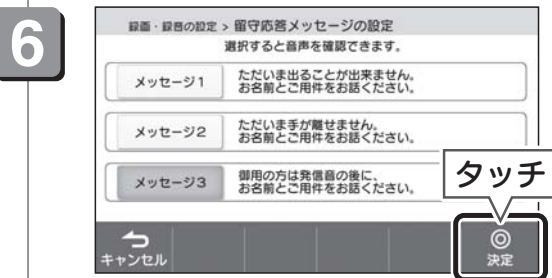 6
録画・録音の設定 > 留守応答メッセージの設定
選択すると音声を確認できます。
メッセージ1
ただいま出ることが出来ません。
お名前とご用件をお話ください。
メッセージ2
ただいま手が離せません。
お名前とご用件をお話ください。
メッセージ3
御用の方は発信音の後に、
お名前とご用件をお話ください。
タッチ
キャンセル
決定